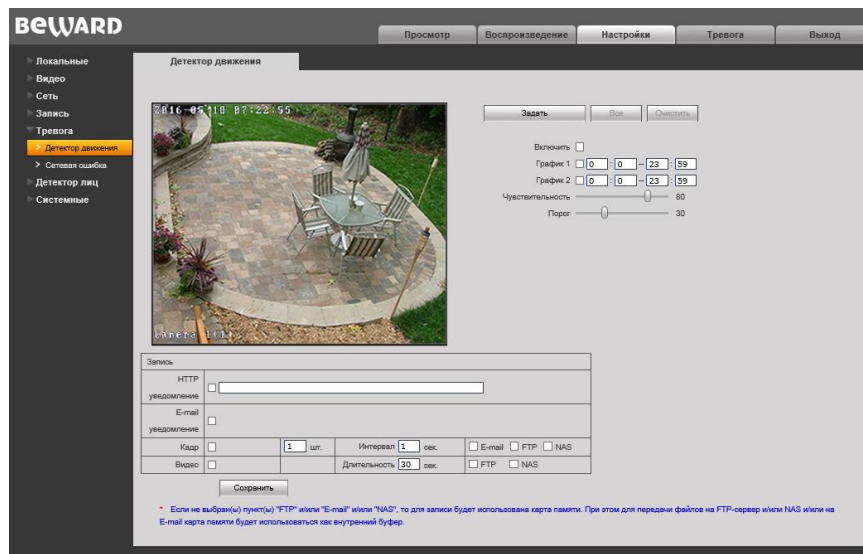 BEWARD
Просмотр Воспроизведение Настройки Тревога Выход
Локальные
Видео
Сеть
Запись
Тревога
Детектор движения
Сетевая ошибка
Детектор лиц
Системные
Детектор движения
2016-05-18 07:22:55
Задать Все Очистить
Включить
График 1 0 : 0 – 23 : 59
График 2 0 : 0 – 23 : 59
Чувствительность 80
Порог 30
Запись
HTTP
уведомление
E-mail
уведомление
Кадр 1 шт. Интервал 1 сек. E-mail FTP NAS
Видео Длительность 30 сек. FTP NAS
Сохранить
* Если не выбран(ы) пункт(ы) "FTP" и/или "E-mail" и/или "NAS", то для записи будет использована карта памяти. При этом для передачи файлов на FTP-сервер и/или NAS и/или на
E-mail карта памяти будет использоваться как внутренний буфер.